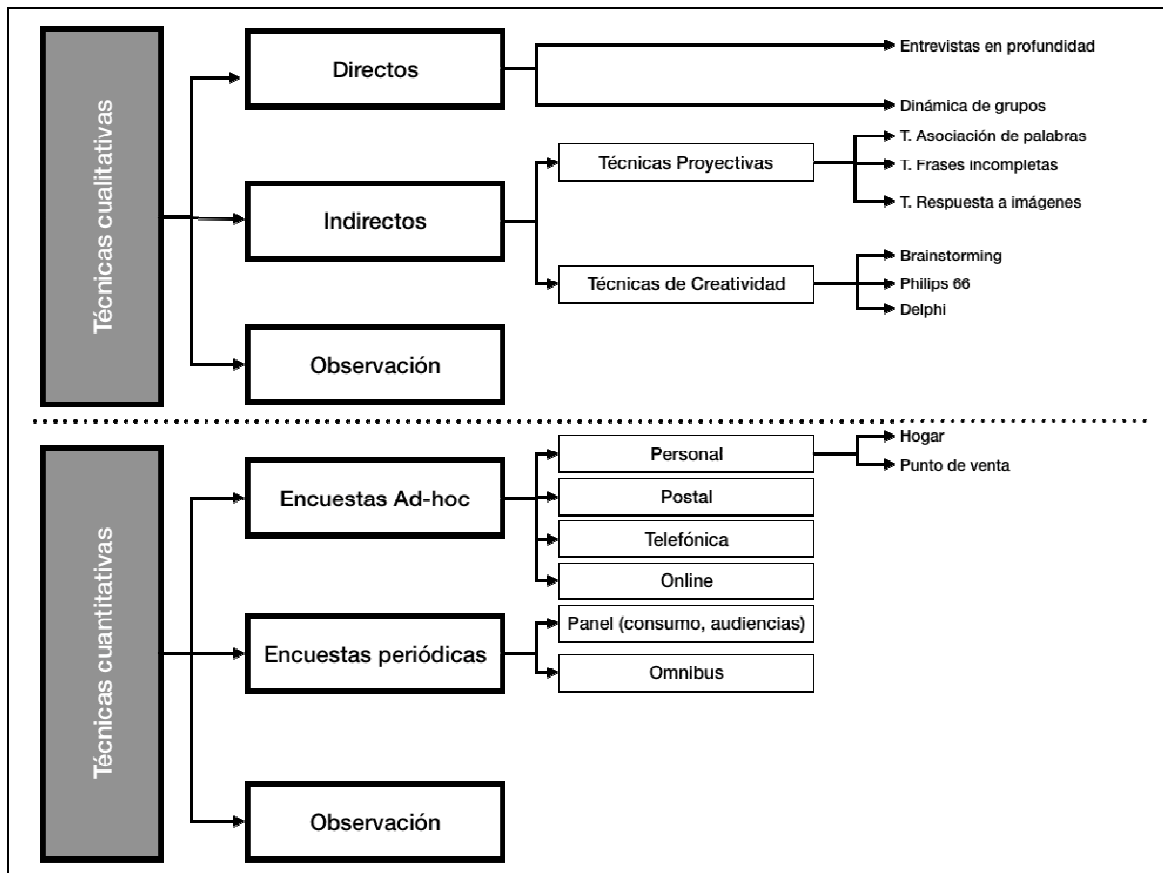 Técnicas cualitativas
Directos
Entrevistas en profundidad
Dinámica de grupos
Indirectos
Técnicas Proyectivas
T. Asociación de palabras
T. Frases incompletas
T. Respuesta a imágenes
Técnicas de Creatividad
Brainstorming
Philips 66
Delphi
Observación
Técnicas cuantitativas
Encuestas Ad-hoc
Personal
Hogar
Punto de venta
Postal
Telefónica
Online
Encuestas periódicas
Panel (consumo, audiencias)
Omnibus
Observación